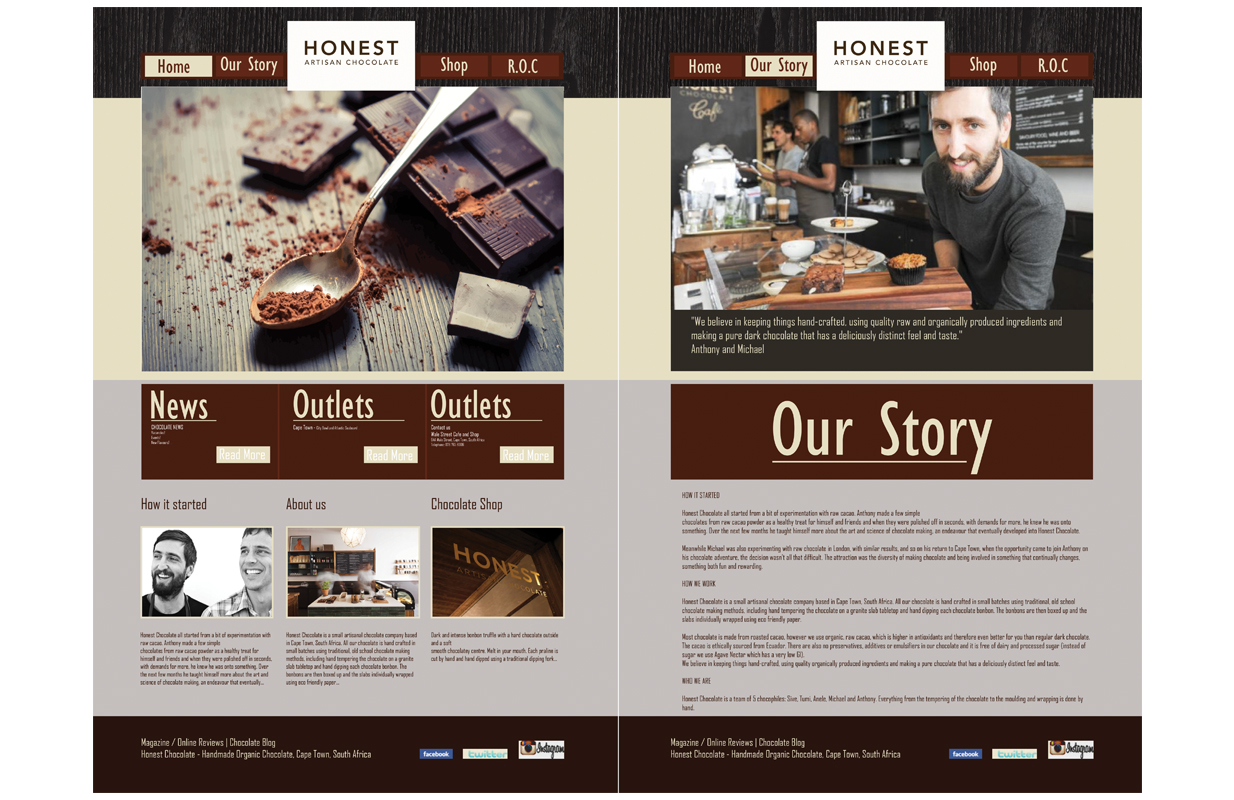 HONEST
ARTISAN CHOCOLATE
Home
Our Story
Shop
R.O.C
News
CHOCOLATE NEWS
Outlets
Cape Town -
Outlets
Contact us
Wale Street Cafe and Shop
Read More
Read More
Read More
How it started
About us
Chocolate Shop
HONEST
ARTISAN CHOCOLATE
Honest Chocolate all started from a bit of experimentation with
raw cacao. Anthony made a few simple
chocolates from raw cacao powder as a healthy treat for
himself and friends and when they were polished off in seconds,
with demands for more, he knew he was onto something. Over
the next few months he taught himself more about the art and
science of chocolate making, an endeavour that eventually...
Honest Chocolate is a small artisanal chocolate company based
in Cape Town, South Africa. All our chocolate is hand crafted in
small batches using traditional, old school chocolate making
methods, including hand tempering the chocolate on a granite
slab tabletop and hand dipping each chocolate bonbon. The
bonbons are then boxed up and the slabs individually wrapped
using eco friendly paper...
Dark and intense bonbon truffle with a hard chocolate outside
and a soft
smooth chocolatey centre. Melt in your mouth. Each praline is
cut by hand and hand dipped using a traditional dipping fork...
Magazine / Online Reviews | Chocolate Blog
Honest Chocolate - Handmade Organic Chocolate, Cape Town, South Africa
facebook
twitter
Instagram
HONEST
ARTISAN CHOCOLATE
Home
Our Story
Shop
R.O.C
HONEST
CHOCOLATE
Café
"We believe in keeping things hand-crafted, using quality raw and organically produced ingredients and
making a pure dark chocolate that has a deliciously distinct feel and taste."
Anthony and Michael
Our Story
HOW IT STARTED
Honest Chocolate all started from a bit of experimentation with raw cacao. Anthony made a few simple
chocolates from raw cacao powder as a healthy treat for himself and friends and when they were polished off in seconds, with demands for more, he knew he was onto
something. Over the next few months he taught himself more about the art and science of chocolate making, an endeavour that eventually developed into Honest Chocolate.
Meanwhile Michael was also experimenting with raw chocolate in London, with similar results, and so on his return to Cape Town, when the opportunity came to join Anthony on
his chocolate adventure, the decision wasn't all that difficult. The attraction was the diversity of making chocolate and being involved in something that continually changes,
something both fun and rewarding.
HOW WE WORK
Honest Chocolate is a small artisanal chocolate company based in Cape Town, South Africa. All our chocolate is hand crafted in small batches using traditional, old school
chocolate making methods, including hand tempering the chocolate on a granite slab tabletop and hand dipping each chocolate bonbon. The bonbons are then boxed up and the
slabs individually wrapped using eco friendly paper.
Most chocolate is made from roasted cacao, however we use organic, raw cacao, which is higher in antioxidants and therefore even better for you than regular dark chocolate.
The cacao is ethically sourced from Ecuador. There are also no preservatives, additives or emulsifiers in our chocolate and it is free of dairy and processed sugar (instead of
sugar we use Agave Nectar which has a very low GI).
We believe in keeping things hand-crafted, using quality organically produced ingredients and making a pure chocolate that has a deliciously distinct feel and taste.
WHO WE ARE
Honest Chocolate is a team of 5 chocophiles; Sive, Tumi, Anele, Michael and Anthony. Everything from the tempering of the chocolate to the moulding and wrapping is done by
hand.
Magazine / Online Reviews | Chocolate Blog
Honest Chocolate - Handmade Organic Chocolate, Cape Town, South Africa
facebook
twitter
Instagram